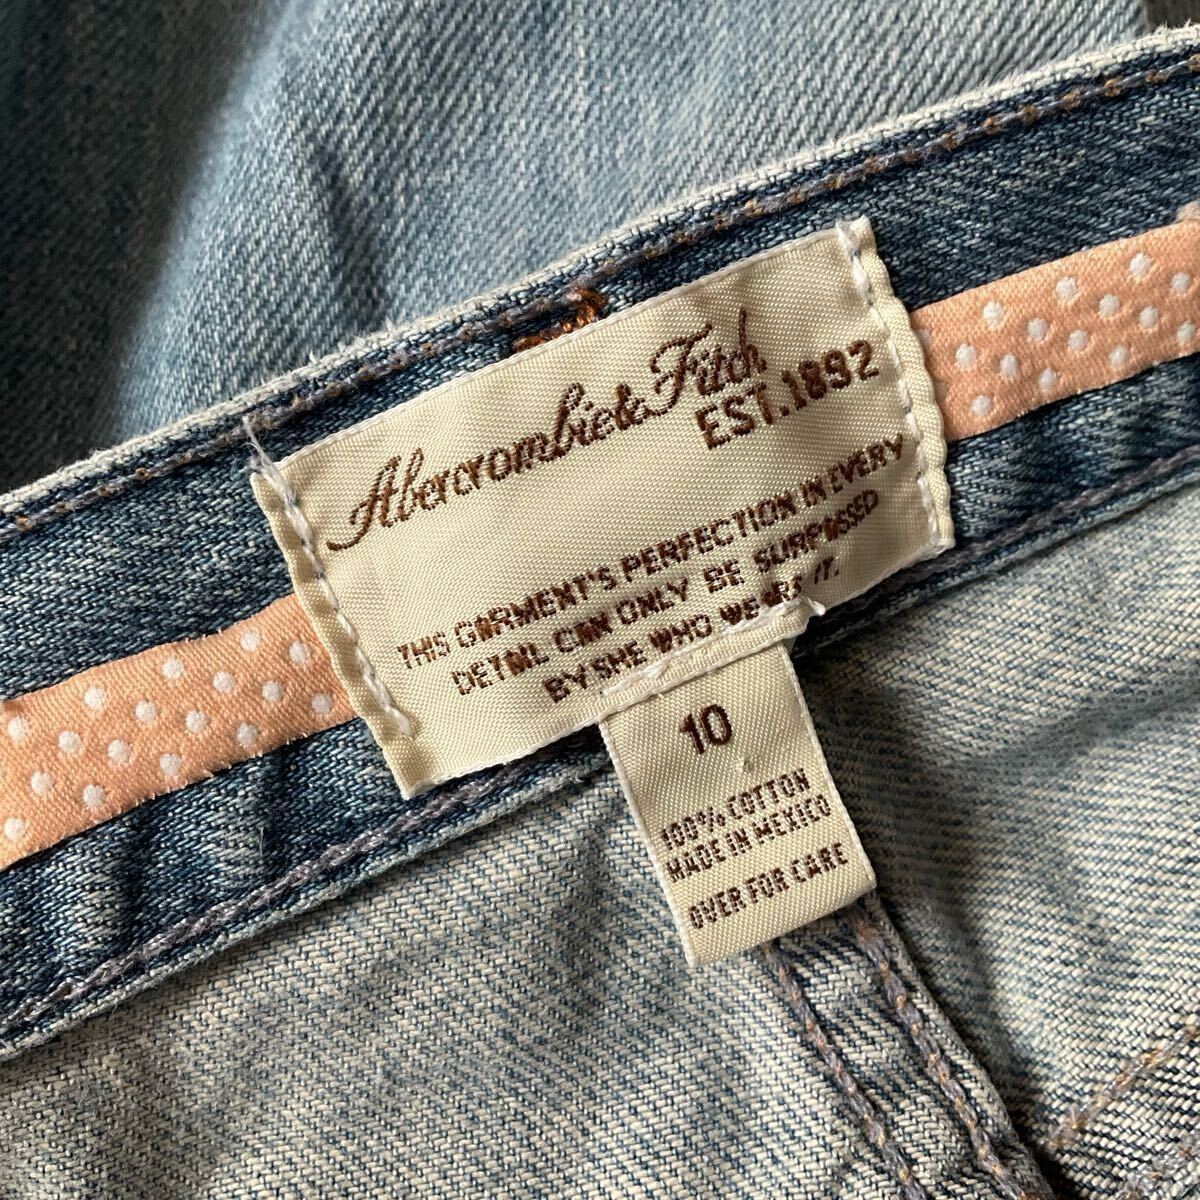 Abercrombie & Fitch
EST. 1892
THIS GARMENT'S PERFECTION IN EVERY
DETAIL CAN ONLY BE SURPASSED
BY SHE WHO WEARS IT.
10
100% COTTON
MADE IN MEXICO
OVER FOR CARE